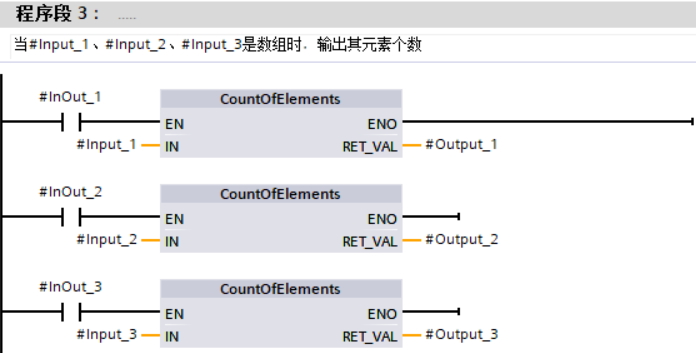 程序段 3： .....
当#Input_1、#Input_2、#Input_3是数组时，输出其元素个数
#InOut_1
CountOfElements
EN ENO
#Input_1 IN RET_VAL #Output_1
#InOut_2
CountOfElements
EN ENO
#Input_2 IN RET_VAL #Output_2
#InOut_3
CountOfElements
EN ENO
#Input_3 IN RET_VAL #Output_3